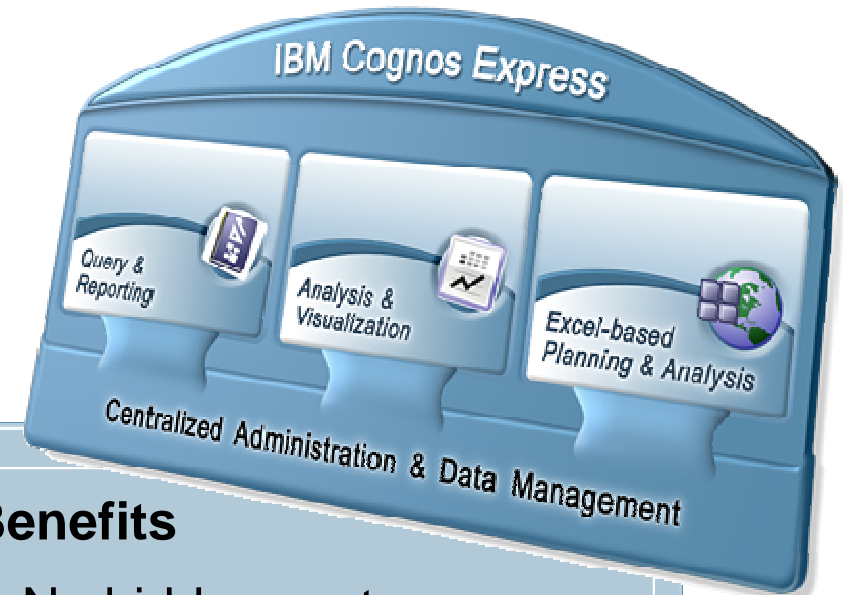 IBM Cognos Express
Query &
Reporting
Analysis &
Visualization
Excel-based
Planning & Analysis
Centralized Administration & Data Management
Benefits